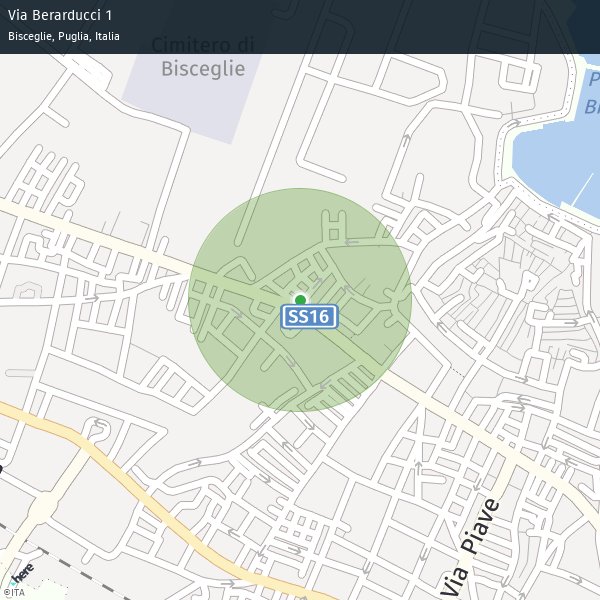 Via Berarducci 1
Bisceglie, Puglia, Italia
Cimitero di
Bisceglie
P
Bi
SS16
Via Piave
here
©ITA